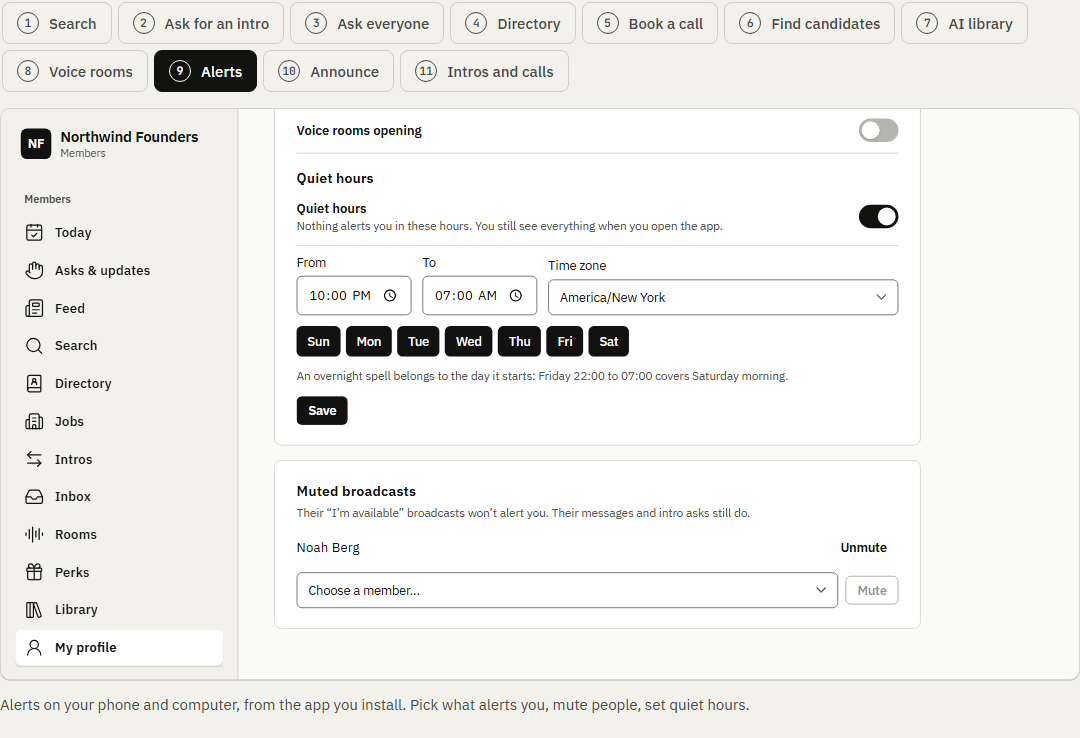 1 Search
2 Ask for an intro
3 Ask everyone
4 Directory
5 Book a call
6 Find candidates
7 AI library
8 Voice rooms
9 Alerts
10 Announce
11 Intros and calls
NF
Northwind Founders
Members
Members
Today
Asks & updates
Feed
Search
Directory
Jobs
Intros
Inbox
Rooms
Perks
Library
My profile
Voice rooms opening
Quiet hours
Quiet hours
Nothing alerts you in these hours. You still see everything when you open the app.
From
To
Time zone
10:00 PM
07:00 AM
America/New York
Sun Mon Tue Wed Thu Fri Sat
An overnight spell belongs to the day it starts: Friday 22:00 to 07:00 covers Saturday morning.
Save
Muted broadcasts
Their “I’m available” broadcasts won’t alert you. Their messages and intro asks still do.
Noah Berg
Unmute
Choose a member...
Mute
Alerts on your phone and computer, from the app you install. Pick what alerts you, mute people, set quiet hours.